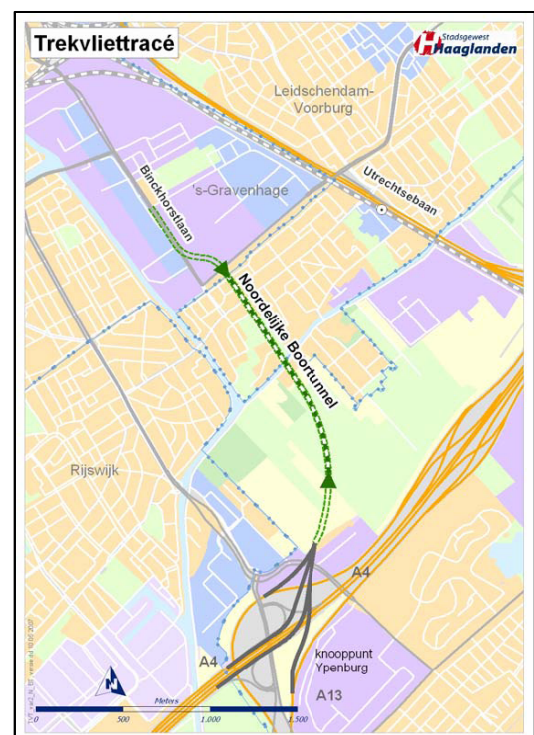 Trekvliettracé
Stadsgewest
Haaglanden
Leidschendam-
Voorburg
Utrechtsebaan
Binckhorstlaan
's-Gravenhage
Noordelijke Boortunnel
Rijswijk
A4
A4
knooppunt
Ypenburg
A13
N
Meters
0 500 1.000 1.500